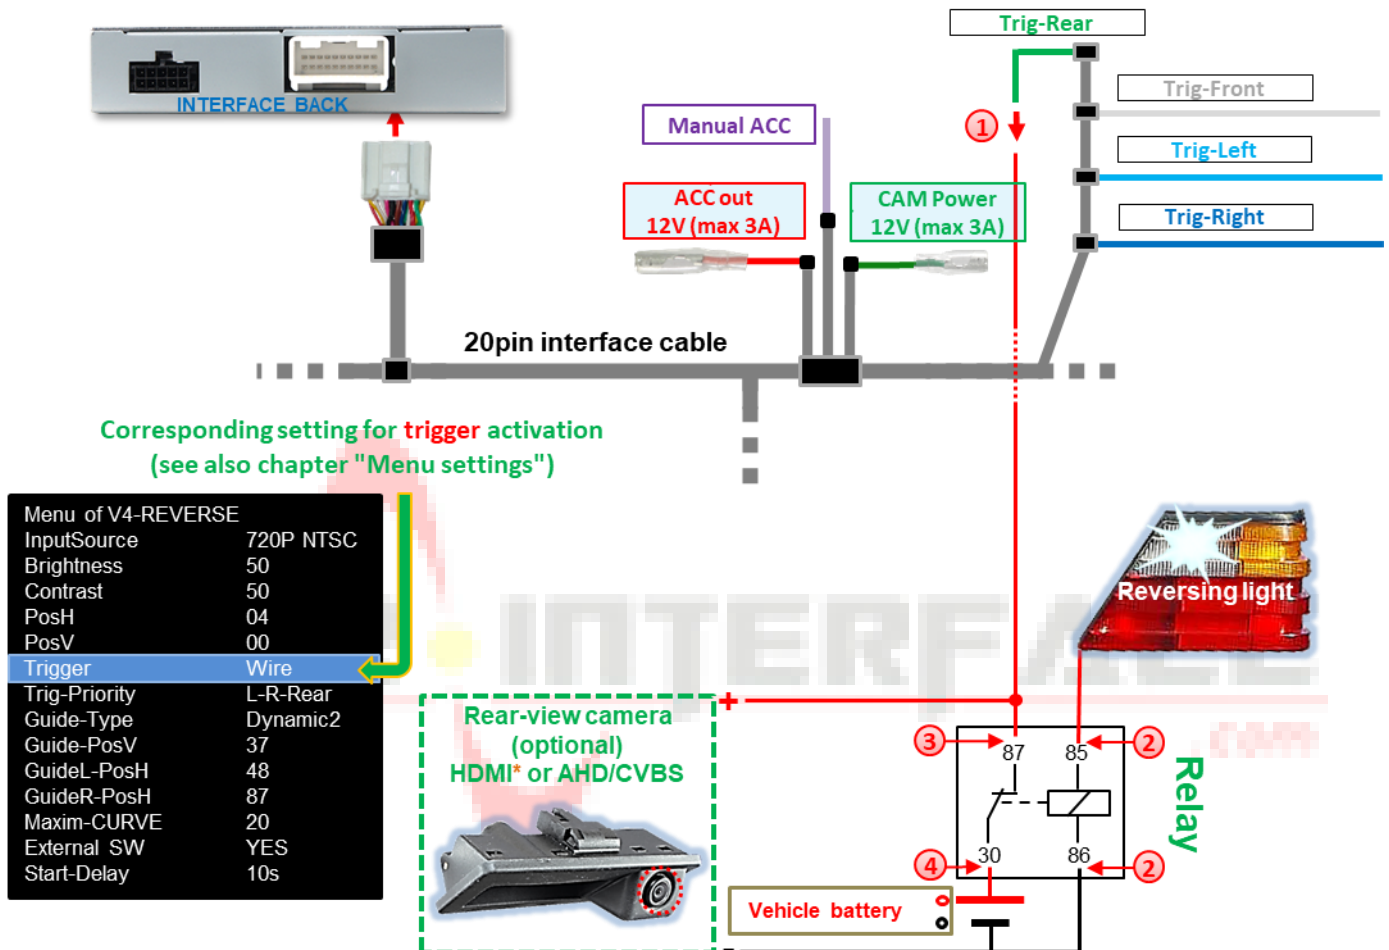 Trig-Rear
INTERFACE BACK
Trig-Front
Manual ACC
1
Trig-Left
ACC out
12V (max 3A)
CAM Power
12V (max 3A)
Trig-Right
20pin interface cable
Corresponding setting for trigger activation
(see also chapter "Menu settings")
Menu of V4-REVERSE
InputSource 720P NTSC
Brightness 50
Contrast 50
PosH 04
PosV 00
Trigger Wire
Trig-Priority L-R-Rear
Guide-Type Dynamic2
Guide-PosV 37
GuideL-PosH 48
GuideR-PosH 87
Maxim-CURVE 20
External SW YES
Start-Delay 10s
Reversing light
INTERFACE
.com
+
Rear-view camera
(optional)
HDMI* or AHD/CVBS
3
87
85
2
Relay
30
86
4
2
Vehicle battery
-